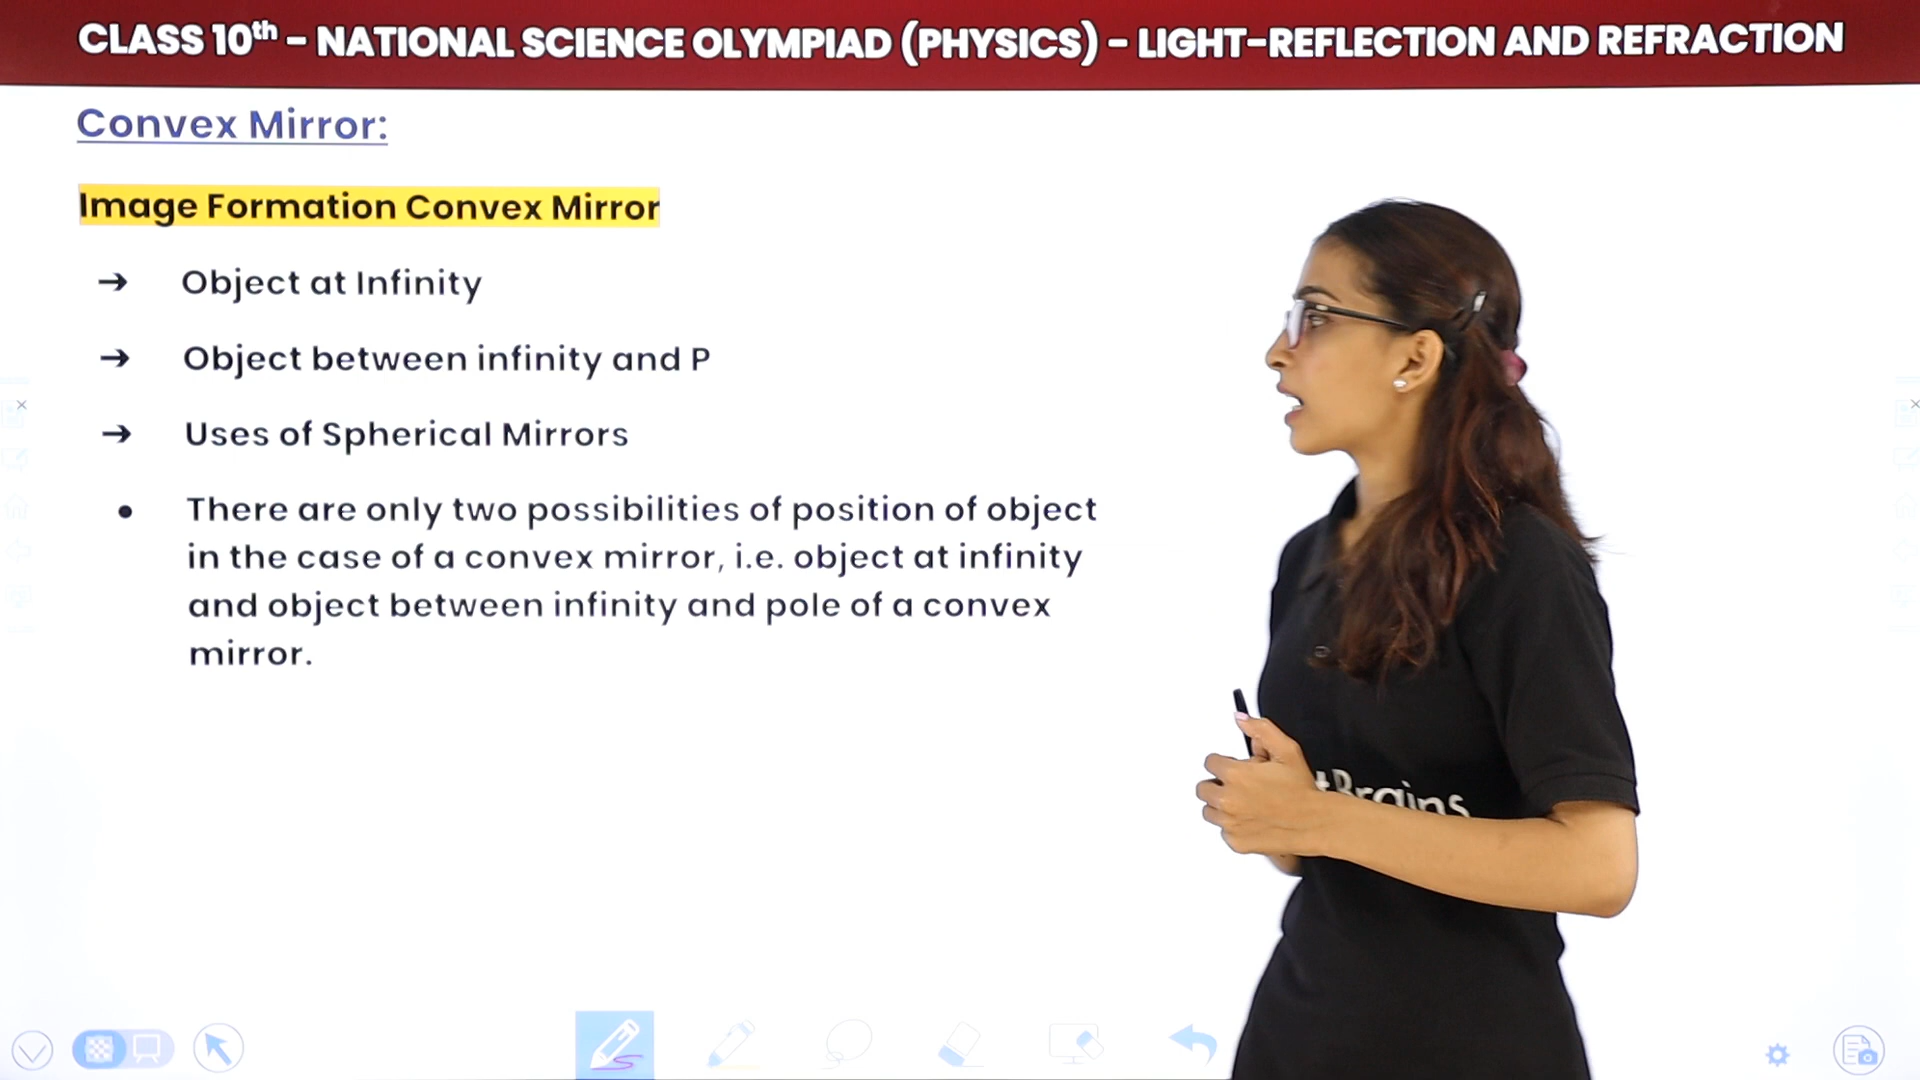 CLASS 10th - NATIONAL SCIENCE OLYMPIAD (PHYSICS) - LIGHT-REFLECTION AND REFRACTION
Convex Mirror:
Image Formation Convex Mirror
→ Object at Infinity
→ Object between infinity and P
→ Uses of Spherical Mirrors
• There are only two possibilities of position of object
in the case of a convex mirror, i.e. object at infinity
and object between infinity and pole of a convex
mirror.
tBrains